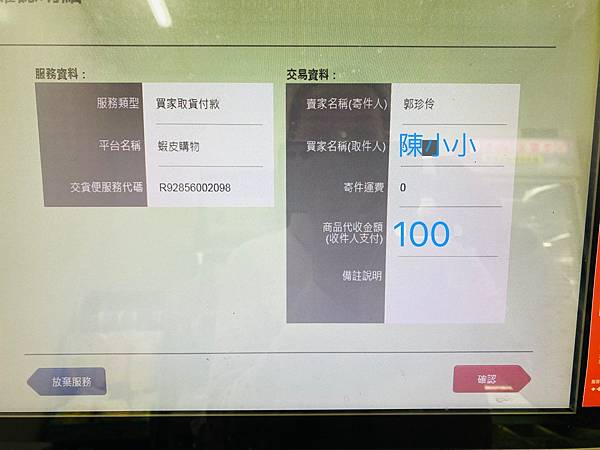 服務資料：
服務類型 買家取貨付款
平台名稱 蝦皮購物
交貨便服務代碼 R92856002098
交易資料：
賣家名稱(寄件人) 郭珍伶
買家名稱(取件人) 陳小小
寄件運費 0
商品代收金額
(收件人支付) 100
備註說明
放棄服務
確認